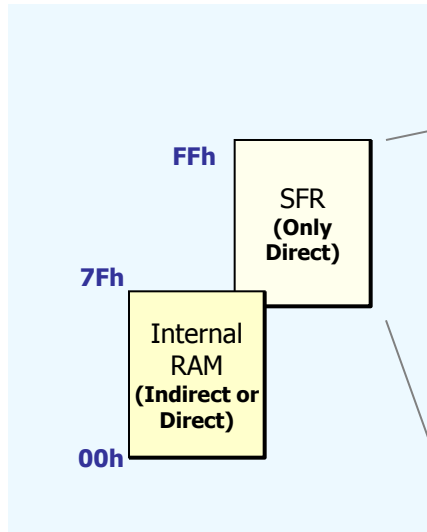 FFh
SFR
(Only
Direct)
7Fh
Internal
RAM
(Indirect or
Direct)
00h